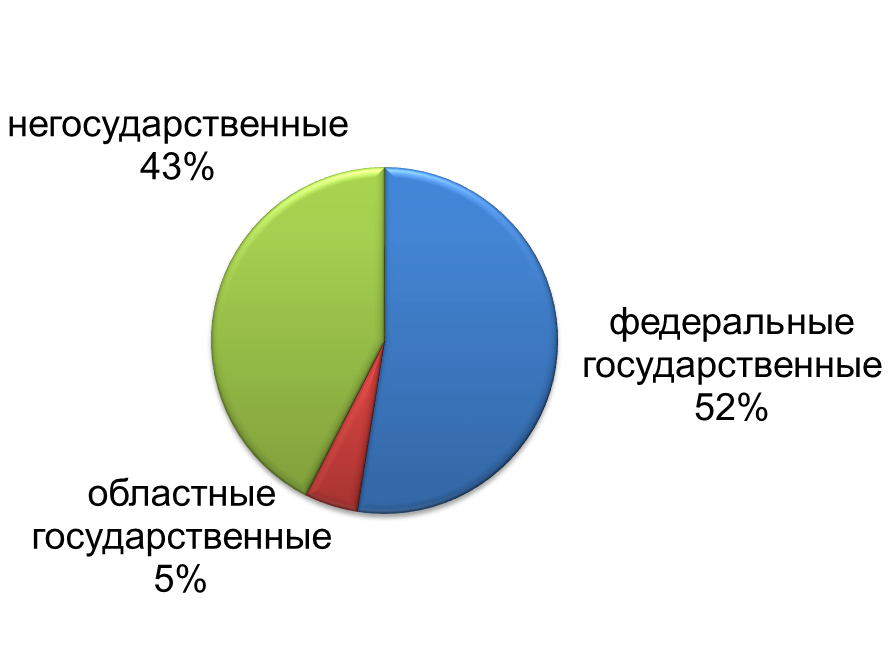 негосударственные
43%
федеральные
государственные
52%
областные
государственные
5%